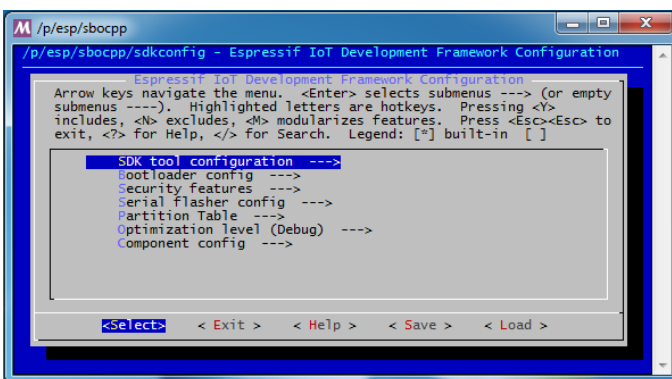 /p/esp/sbocpp
/p/esp/sbocpp/sdkconfig - Espressif IoT Development Framework Configuration
Espressif IoT Development Framework Configuration
Arrow keys navigate the menu.  <Enter> selects submenus ---> (or empty
submenus ----).  Highlighted letters are hotkeys.  Pressing <Y>
includes, <N> excludes, <M> modularizes features.  Press <Esc><Esc> to
exit, <?> for Help, </> for Search.  Legend: [*] built-in  [ ]
SDK tool configuration  --->
Bootloader config  --->
Security features  --->
Serial flasher config  --->
Partition Table  --->
Optimization level (Debug)  --->
Component config  --->
<Select>    < Exit >    < Help >    < Save >    < Load >